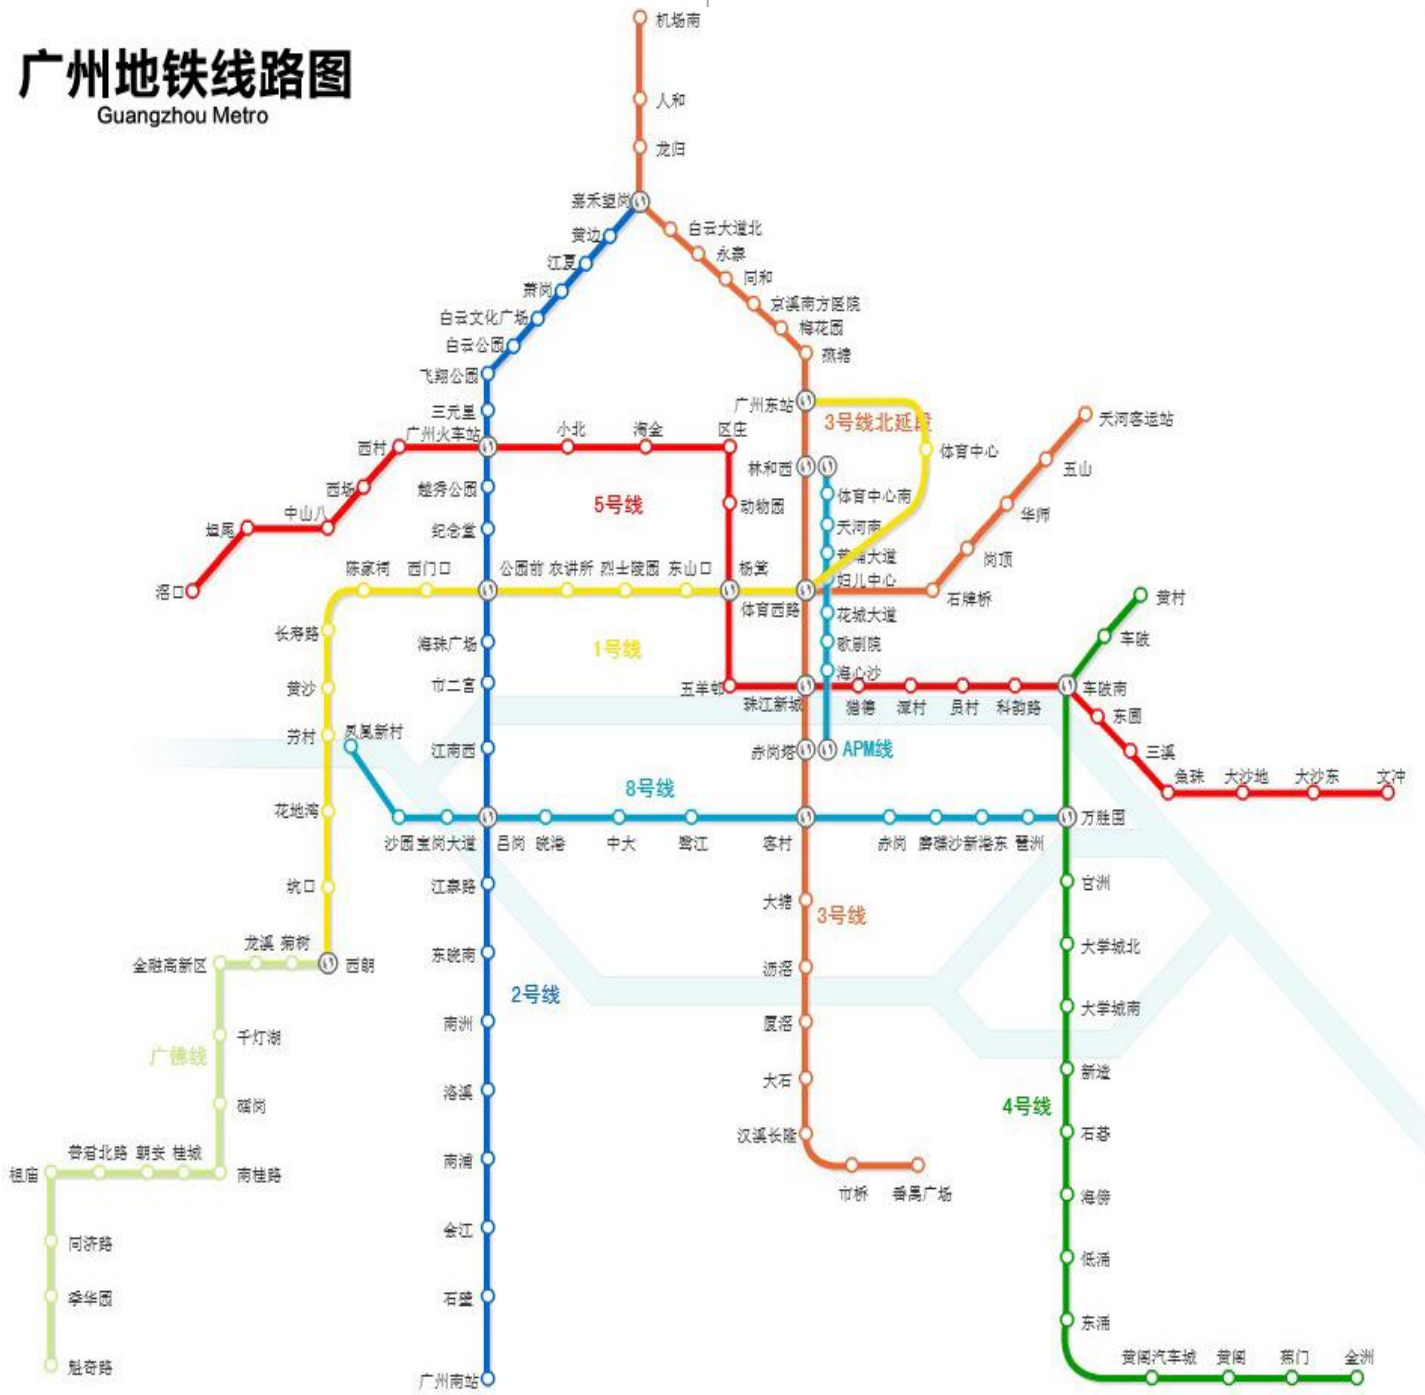 广州地铁线路图
Guangzhou Metro
机场南
人和
龙归
嘉禾望岗
白云大道北
黄边
永泰
江夏
同和
萧岗
京溪南方医院
白云文化广场
梅花园
白云公园
燕塘
飞翔公园
广州东站
三元里
3号线北延段
天河客运站
广州火车站
小北
淘金
区庄
西村
体育中心
五山
林和西
西场
越秀公园
体育中心南
5号线
动物园
华师
中山八
坦尾
纪念堂
天河南
黄埔大道
岗顶
陈家祠
西门口
公园前
农讲所
烈士陵园
东山口
杨箕
妇儿中心
滘口
体育西路
石牌桥
黄村
花城大道
长寿路
海珠广场
1号线
歌剧院
车陂
海心沙
黄沙
市二宫
五羊邨
珠江新城
猎德
潭村
员村
科韵路
车陂南
东圃
芳村
凤凰新村
江南西
赤岗塔
APM线
三溪
鱼珠
大沙地
大沙东
文冲
8号线
花地湾
沙园
宝岗大道
昌岗
晓港
中大
鹭江
客村
赤岗
磨碟沙
新港东
琶洲
万胜围
坑口
江泰路
大塘
3号线
官洲
龙溪
菊树
金融高新区
西朗
东晓南
沥滘
大学城北
2号线
南洲
厦滘
大学城南
千灯湖
广佛线
洛溪
大石
新造
𧒽岗
4号线
汉溪长隆
石碁
普君北路
朝安
桂城
祖庙
南桂路
南浦
市桥
番禺广场
海傍
同济路
会江
低涌
季华园
石壁
东涌
魁奇路
广州南站
黄阁汽车城
黄阁
蕉门
金洲